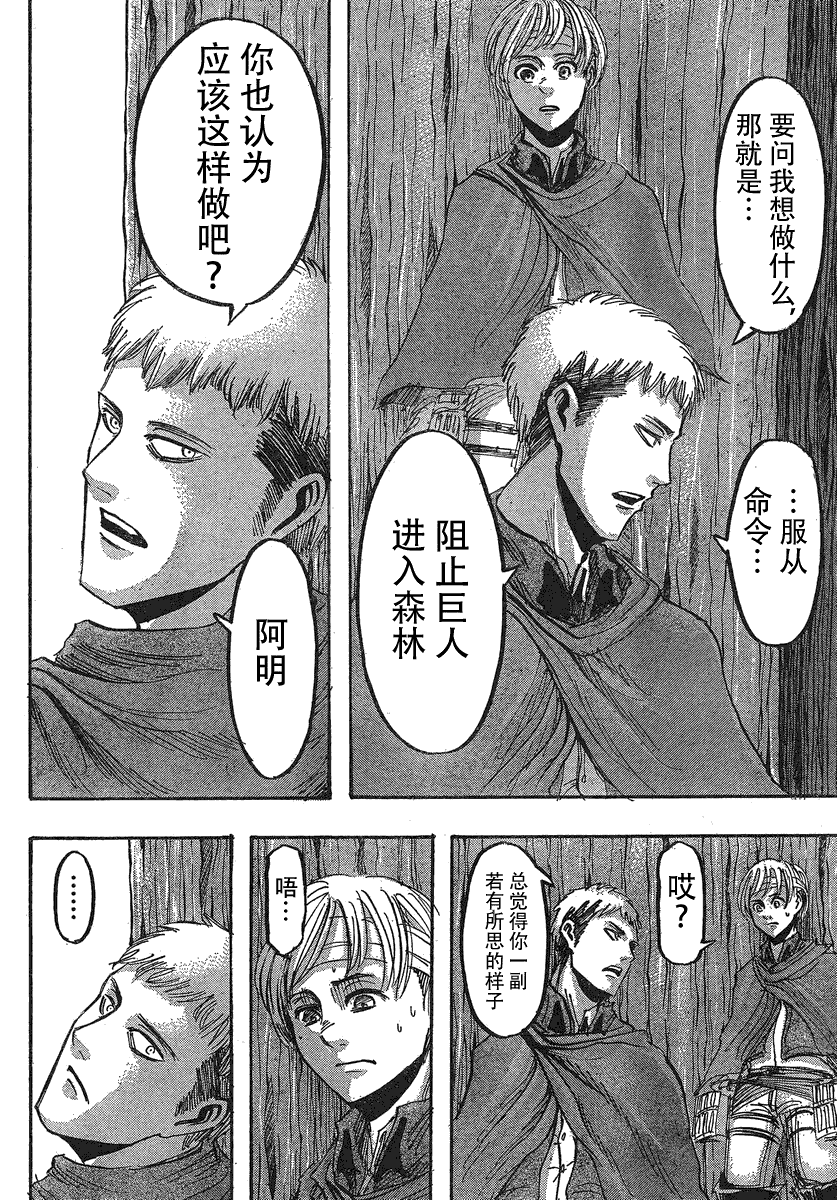 要问我想做什么,
那就是…
…服从
命令…
阻止巨人
进入森林
你也认为
应该这样做吧？
阿明
哎？
总觉得你一副
若有所思的样子
唔…
……